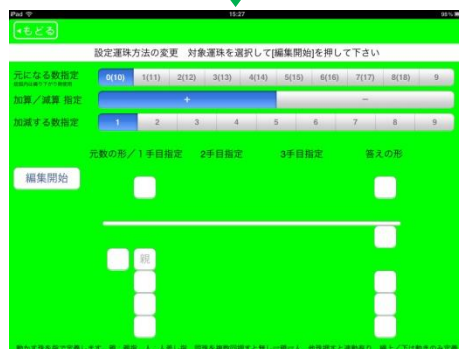 iPad 15:27 98%
もどる
設定運珠方法の変更 対象運珠を選択して[編集開始]を押して下さい
元になる数指定 0(10) 1(11) 2(12) 3(13) 4(14) 5(15) 6(16) 7(17) 8(18) 9
加算／減算 指定 + −
加減する数指定 1 2 3 4 5 6 7 8 9
元数の形／1手目指定 2手目指定 3手目指定 答えの形
編集開始
親